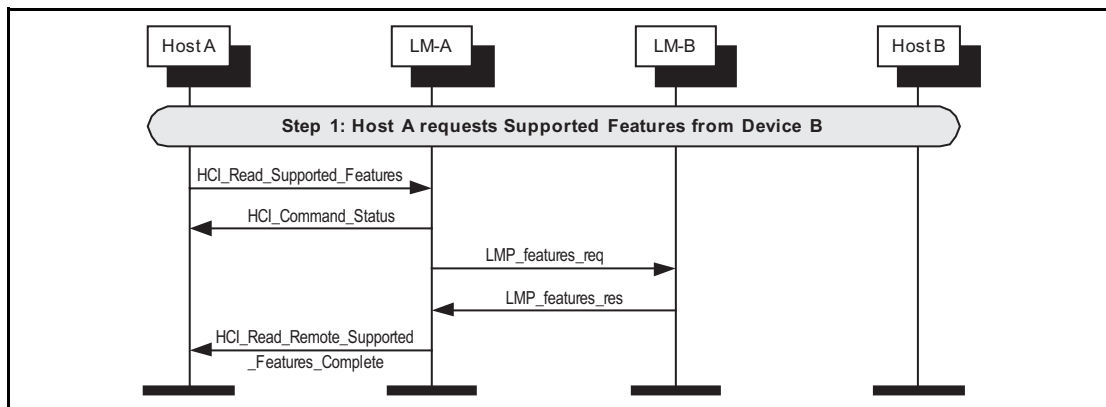 Host A
LM-A
LM-B
Host B
Step 1: Host A requests Supported Features from Device B
HCI_Read_Supported_Features
HCI_Command_Status
LMP_features_req
LMP_features_res
HCI_Read_Remote_Supported
_Features_Complete